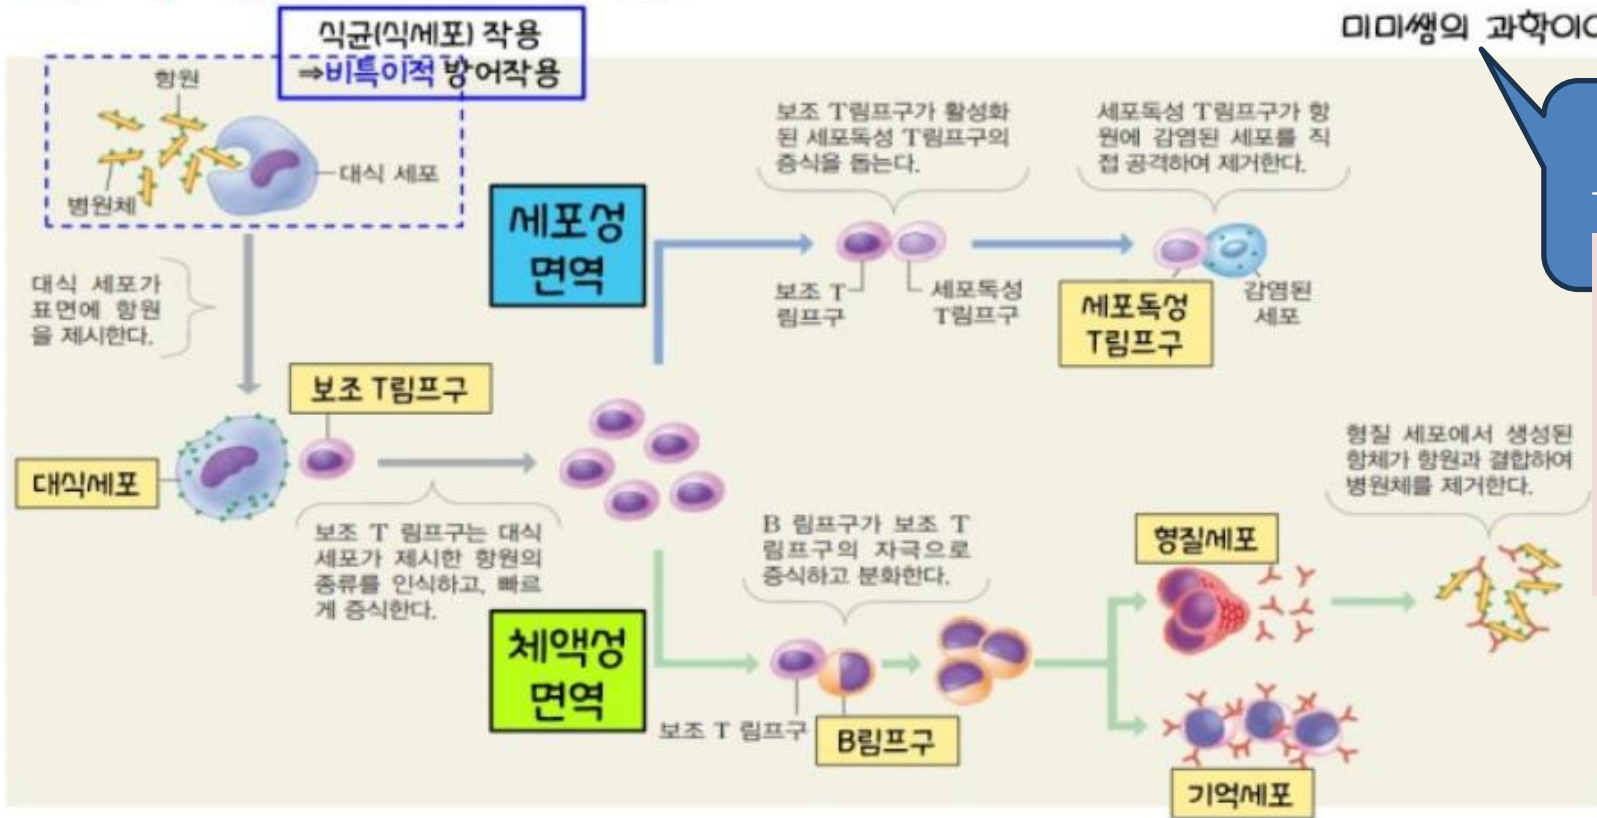 식균(식세포) 작용
⇒비특이적 방어작용
미미쌤의 과학이야
항원
대식 세포
병원체
대식 세포가
표면에 항원
을 제시한다.
세포성
면역
보조 T림프구가 활성화
된 세포독성 T림프구의
증식을 돕는다.
세포독성 T림프구가 항
원에 감염된 세포를 직
접 공격하여 제거한다.
보조 T
림프구
세포독성
T림프구
세포독성
T림프구
감염된
세포
보조 T림프구
대식세포
보조 T 림프구는 대식
세포가 제시한 항원의
종류를 인식하고, 빠르
게 증식한다.
체액성
면역
B 림프구가 보조 T
림프구의 자극으로
증식하고 분화한다.
보조 T 림프구
B림프구
형질세포
형질 세포에서 생성된
항체가 항원과 결합하여
병원체를 제거한다.
기억세포